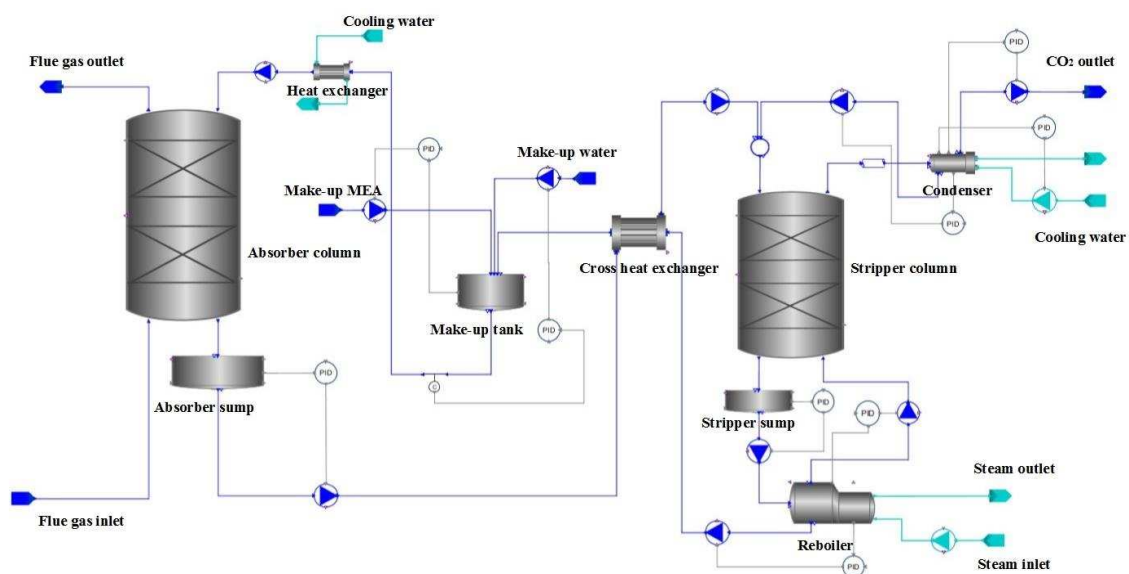 Cooling water
PID
Flue gas outlet
CO₂ outlet
Heat exchanger
PID
PID
Make-up water
Make-up MEA
Condenser
PID
Cooling water
Absorber column
Cross heat exchanger
Stripper column
Make-up tank
PID
PID
C
Absorber sump
PID
PID
Stripper sump
Steam outlet
Flue gas inlet
Reboiler
PID
Steam inlet